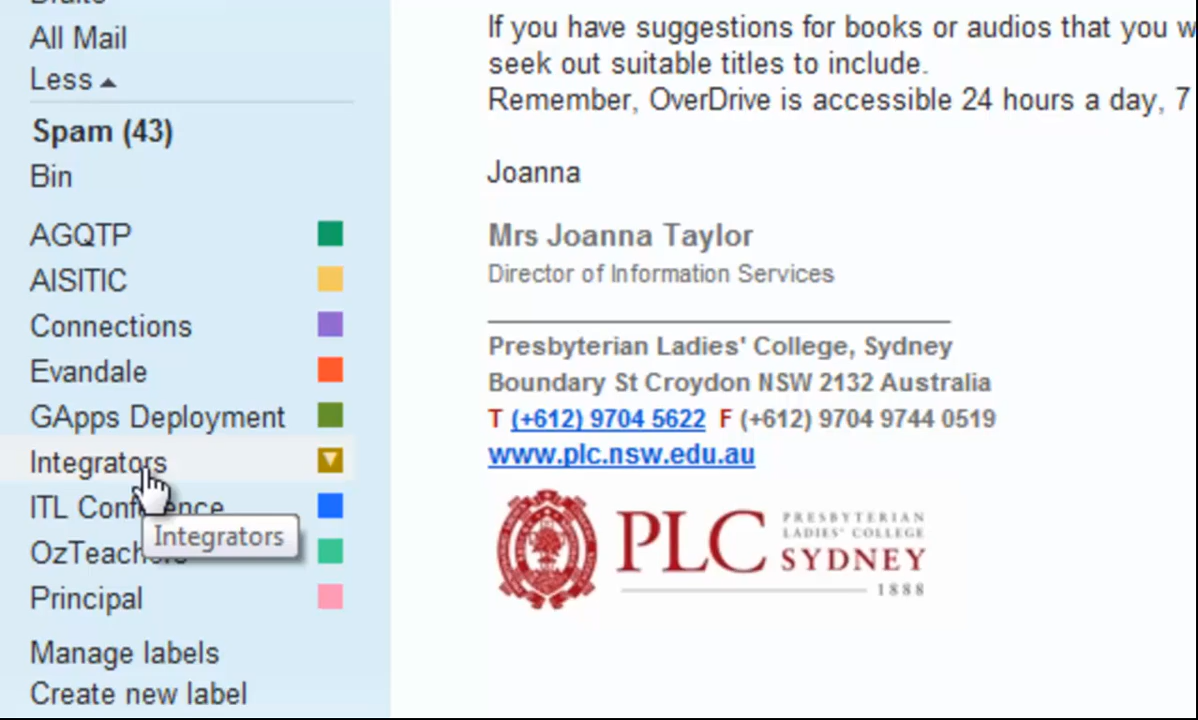 All Mail
Less
Spam (43)
Bin
AGQTP
AISITIC
Connections
Evandale
GApps Deployment
Integrators
ITL
Integrators
Principal
Manage labels
Create new label
If you have suggestions for books or audios that you
seek out suitable titles to include.
Remember, OverDrive is accessible 24 hours a day, 7
Joanna
Mrs Joanna Taylor
Director of Information Services
Presbyterian Ladies' College, Sydney
Boundary St Croydon NSW 2132 Australia
T (+612) 9704 5622 F (+612) 9704 9744 0519
www.plc.nsw.edu.au
PLC
PRESBYTERIAN
LADIES' COLLEGE
SYDNEY
1888